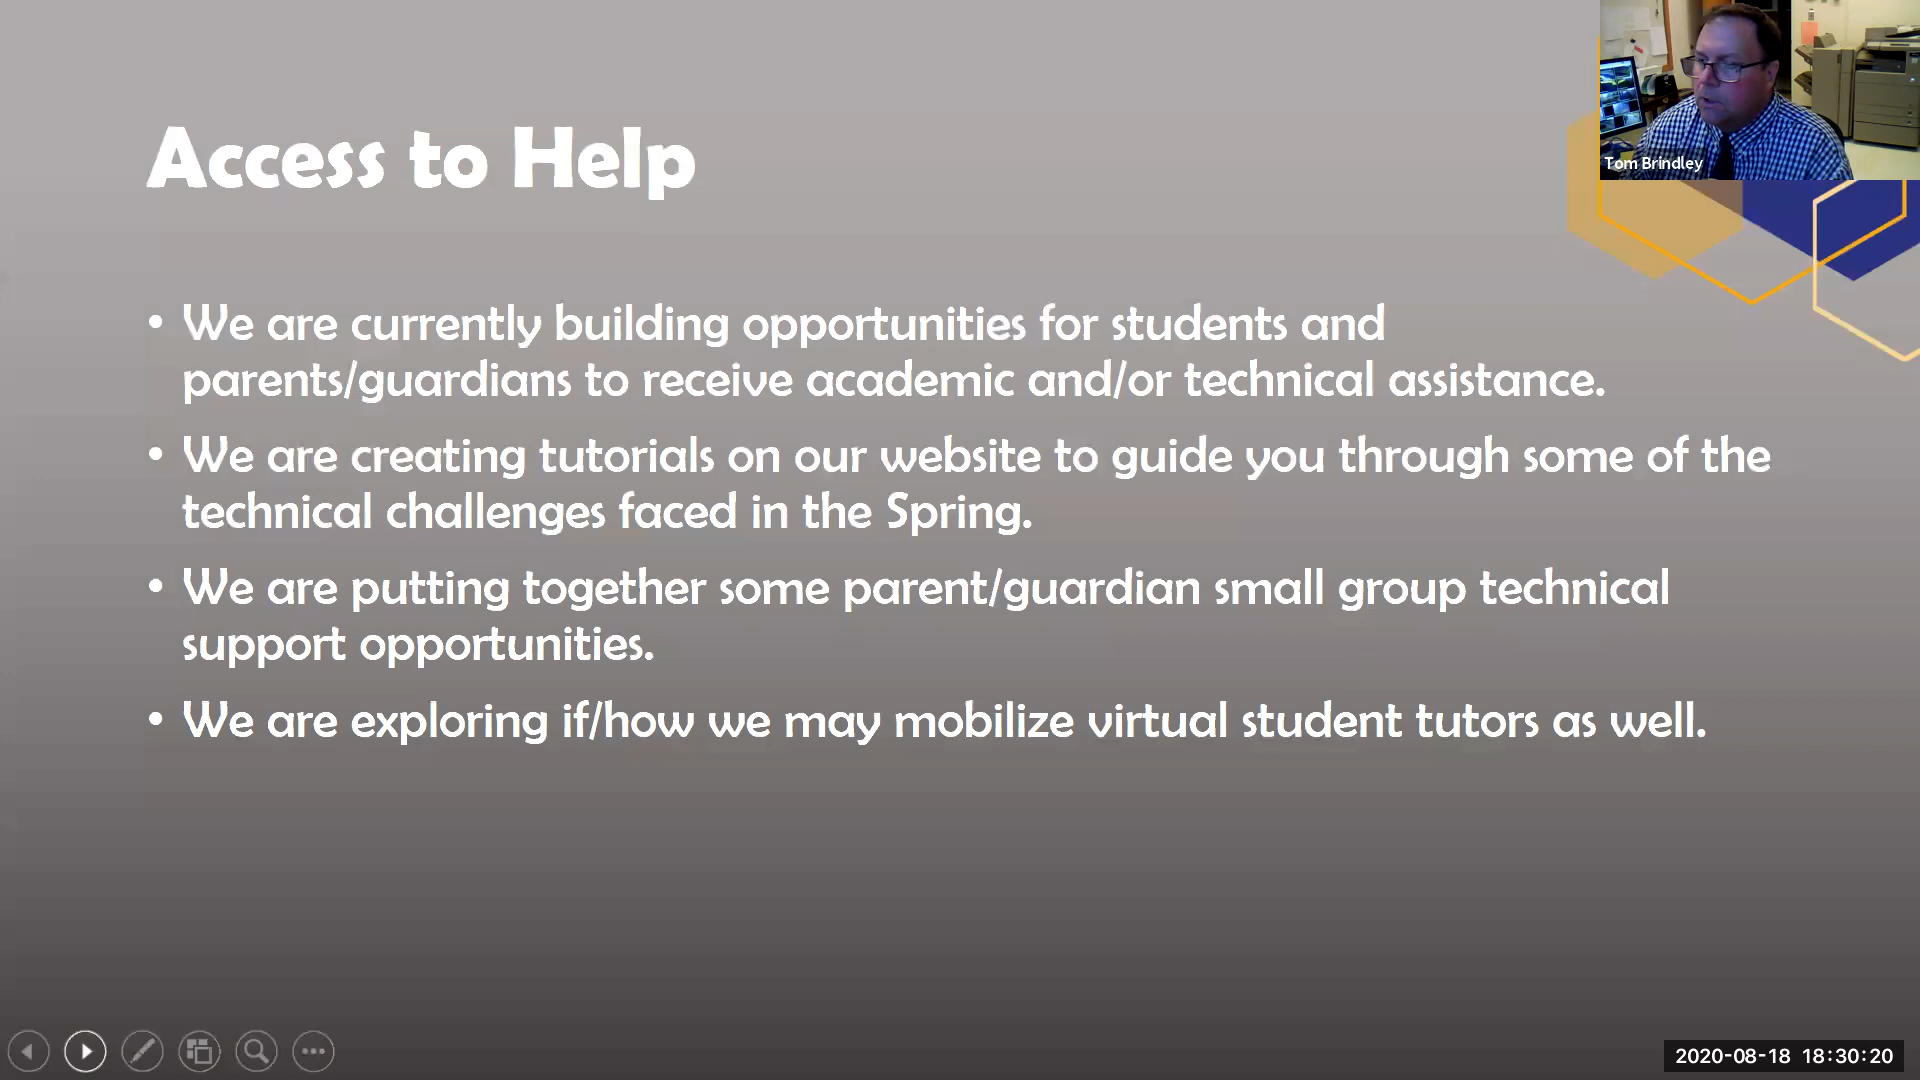 Tom Brindley
Access to Help
• We are currently building opportunities for students and
parents/guardians to receive academic and/or technical assistance.
• We are creating tutorials on our website to guide you through some of the
technical challenges faced in the Spring.
• We are putting together some parent/guardian small group technical
support opportunities.
• We are exploring if/how we may mobilize virtual student tutors as well.
2020-08-18 18:30:20